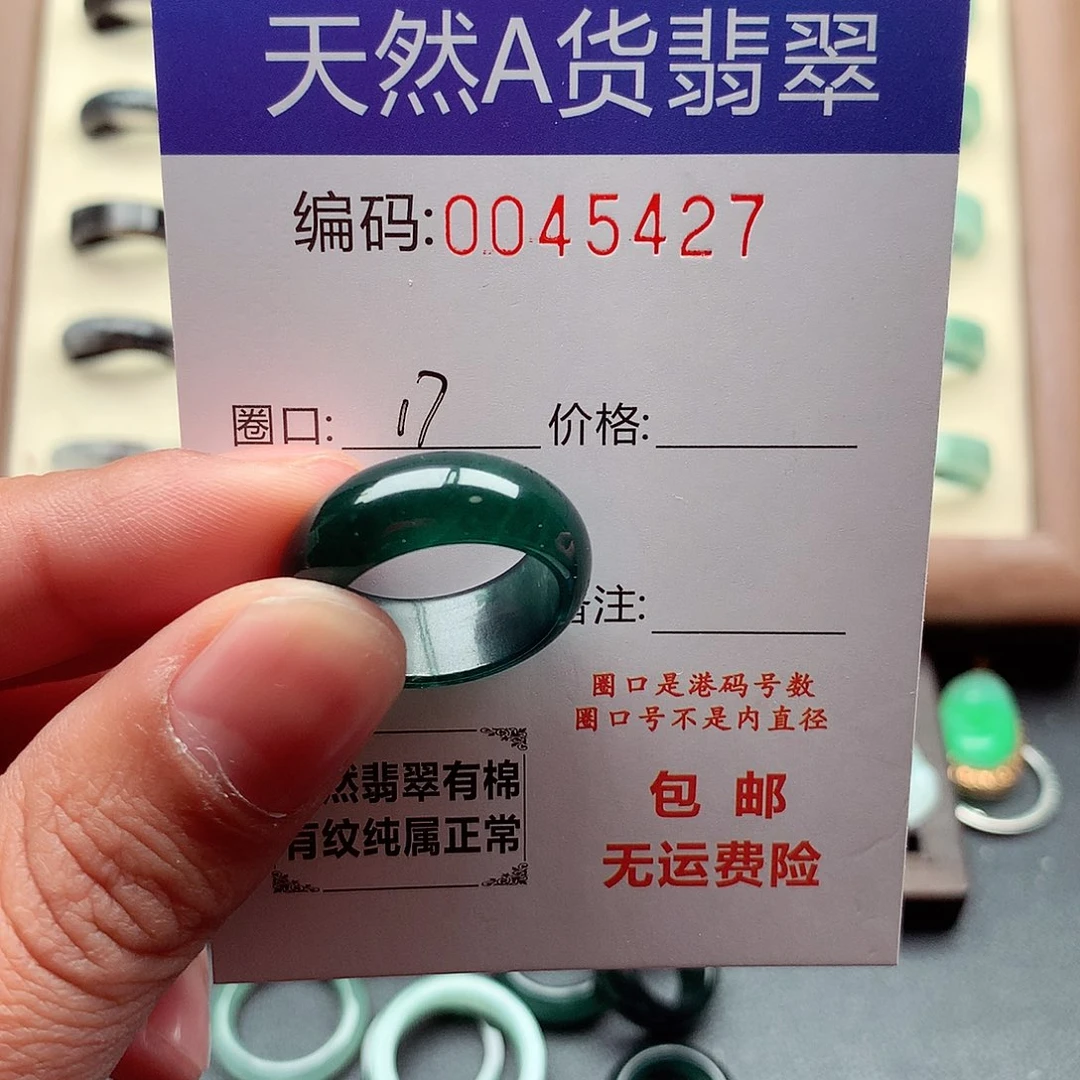 天然A货翡翠
编码:0045427
圈口: 17 价格:
注:
圈口是港码号数
圈口号不是内直径
然翡翠有棉
有纹纯属正常
包 邮
无运费险